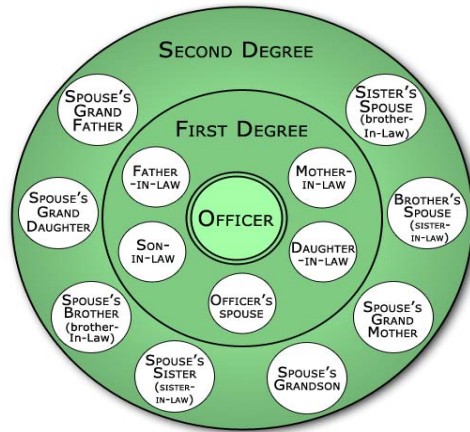 SECOND DEGREE
SPOUSE'S
GRAND
FATHER
SISTER'S
SPOUSE
(brother-
In-Law)
FIRST DEGREE
FATHER
-IN-LAW
MOTHER-
IN-LAW
SPOUSE'S
GRAND
DAUGHTER
OFFICER
BROTHER'S
SPOUSE
(SISTER-
IN-LAW)
SON-
IN-LAW
DAUGHTER
-IN-LAW
SPOUSE'S
BROTHER
(brother-
In-Law)
OFFICER'S
SPOUSE
SPOUSE'S
GRAND
MOTHER
SPOUSE'S
SISTER
(SISTER-
IN-LAW)
SPOUSE'S
GRANDSON